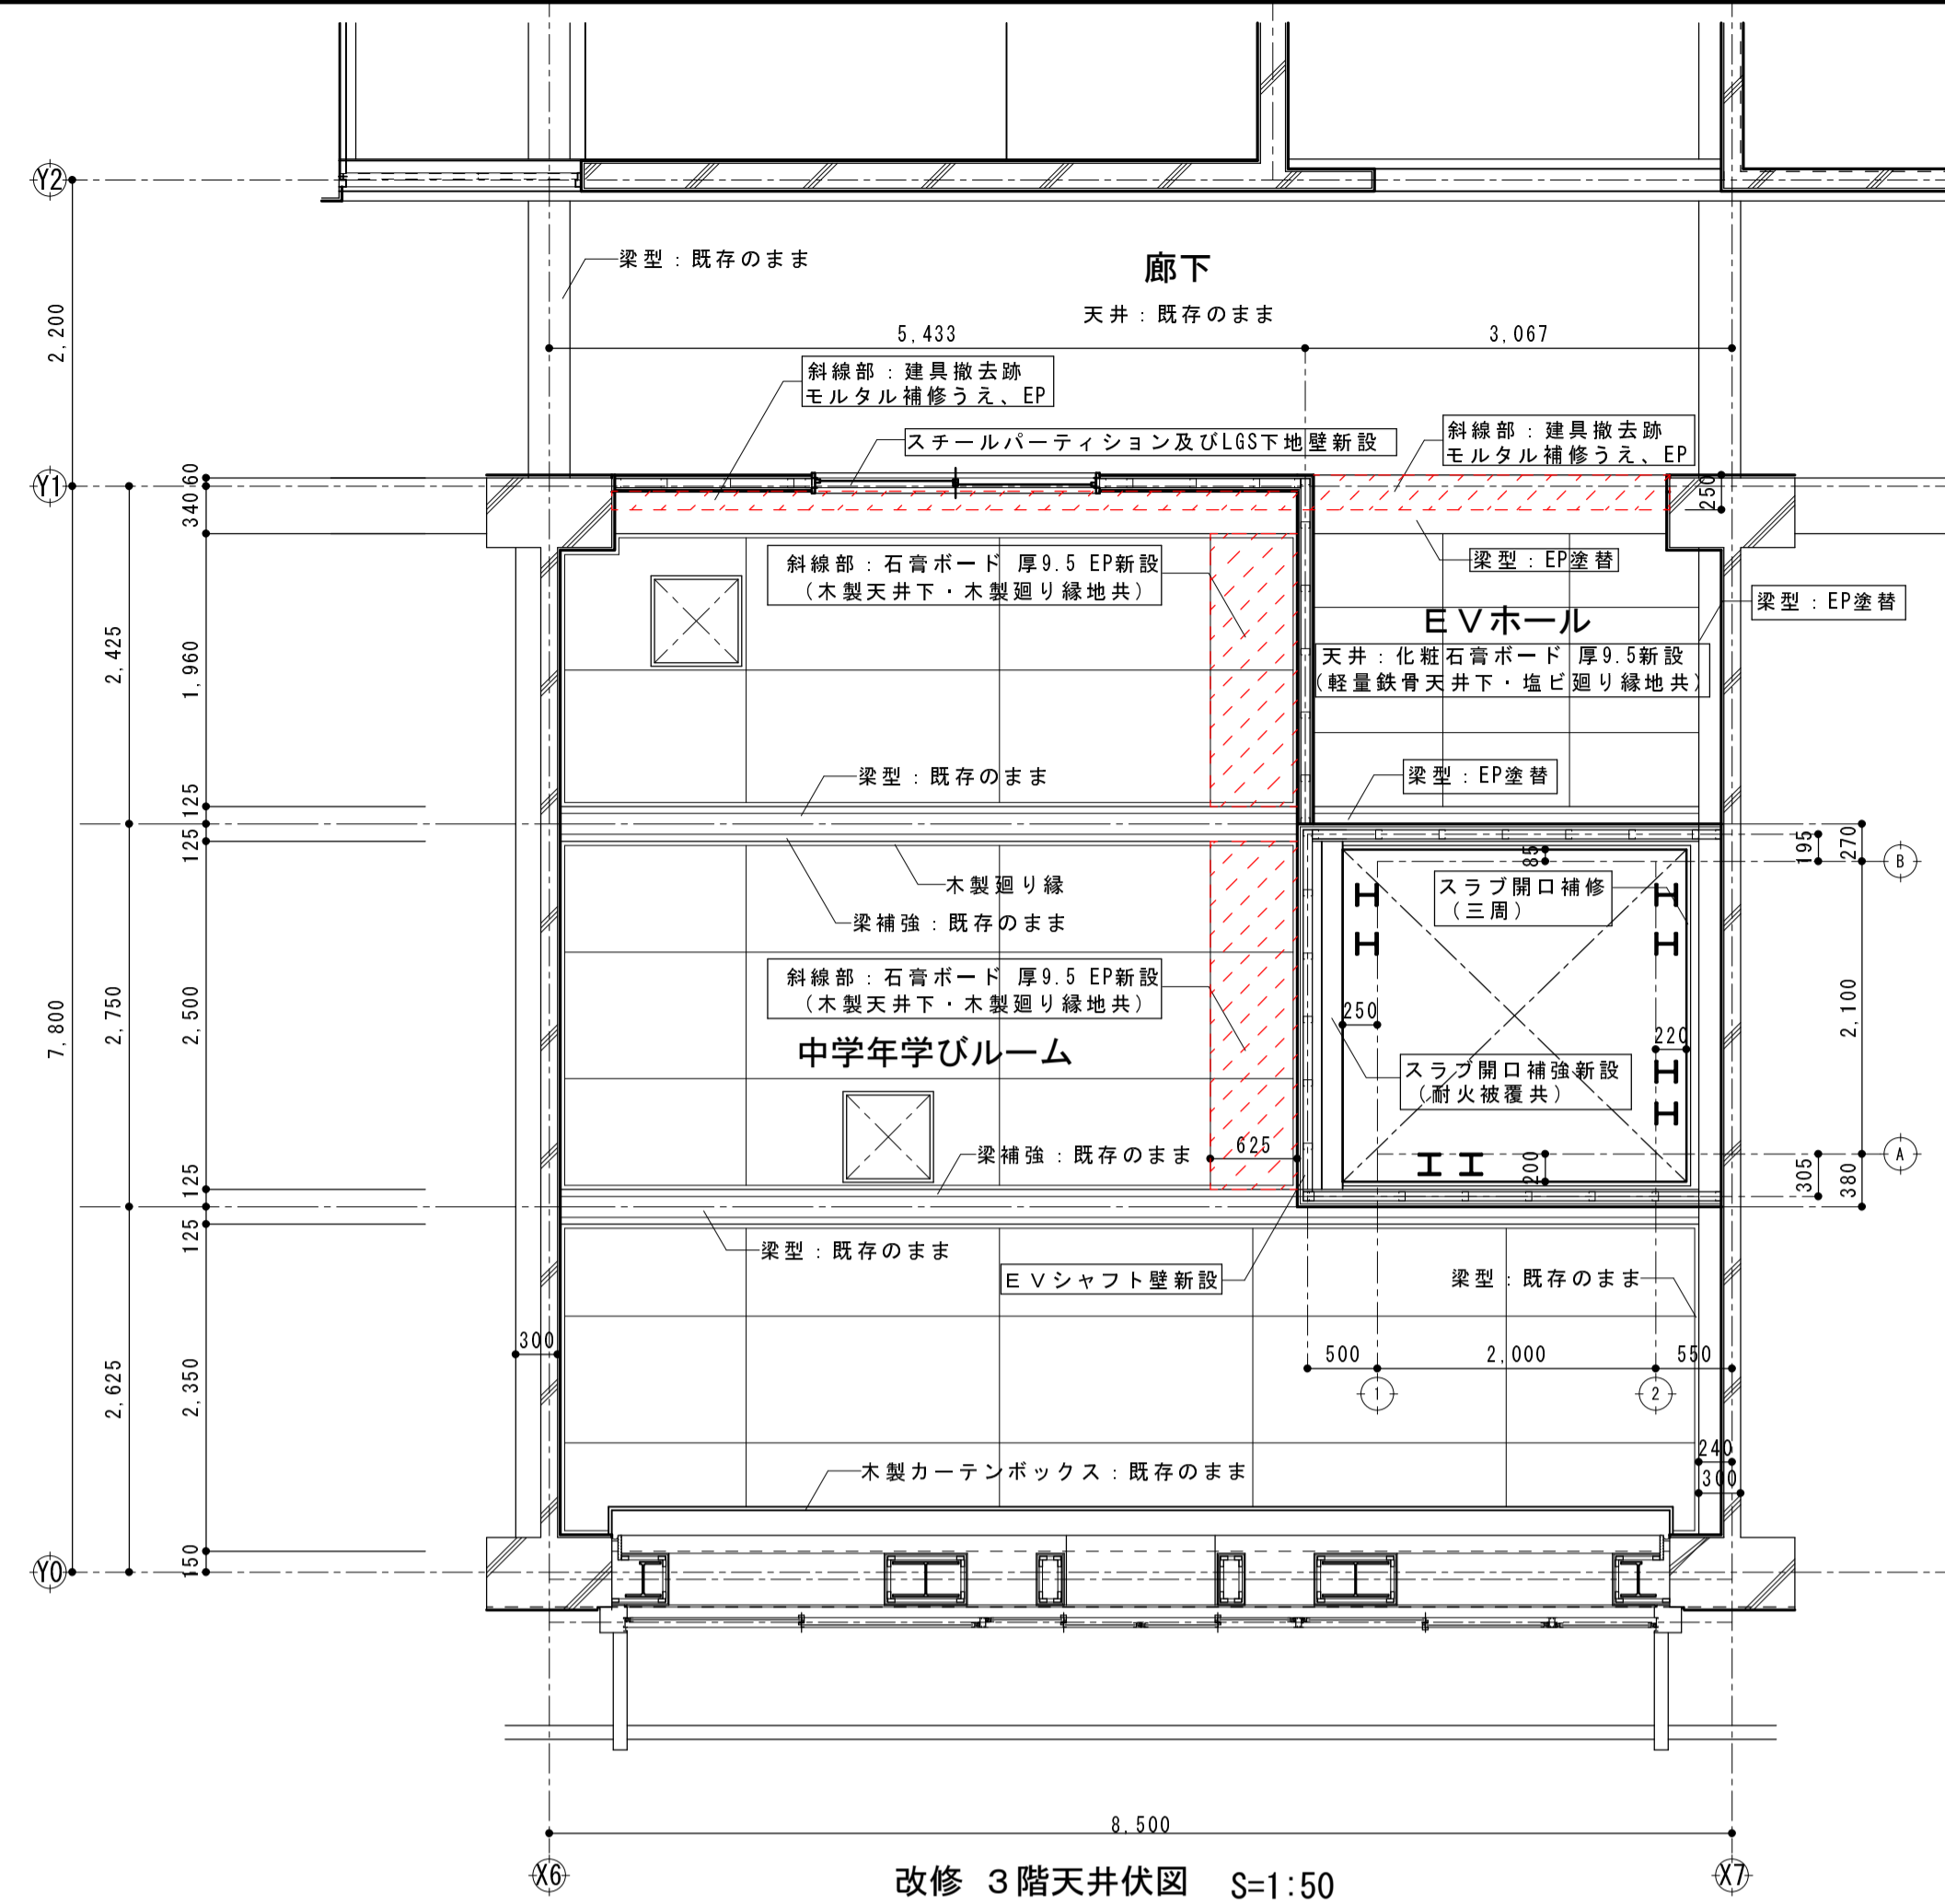 Y2
梁型：既存のまま
廊下
天井：既存のまま
2,200
5,433
3,067
斜線部：建具撤去跡
モルタル補修うえ、EP
スチールパーティション及びLGS下地壁新設
斜線部：建具撤去跡
モルタル補修うえ、EP
Y1
60
340
250
斜線部：石膏ボード 厚9.5 EP新設
（木製天井下・木製廻り縁地共）
梁型：EP塗替
梁型：EP塗替
EVホール
天井：化粧石膏ボード 厚9.5新設
（軽量鉄骨天井下・塩ビ廻り縁地共）
2,425
1,960
梁型：既存のまま
梁型：EP塗替
125
125
195
270
85
B
木製廻り縁
梁補強：既存のまま
スラブ開口補修
（三周）
斜線部：石膏ボード 厚9.5 EP新設
（木製天井下・木製廻り縁地共）
7,800
2,750
2,500
250
2,100
220
中学年学びルーム
スラブ開口補強新設
（耐火被覆共）
625
梁補強：既存のまま
200
A
305
380
125
125
梁型：既存のまま
EVシャフト壁新設
梁型：既存のまま
300
500
2,000
550
1
2
2,625
2,350
240
300
木製カーテンボックス：既存のまま
150
Y0
8,500
X6
X7
改修 3階天井伏図 S=1:50